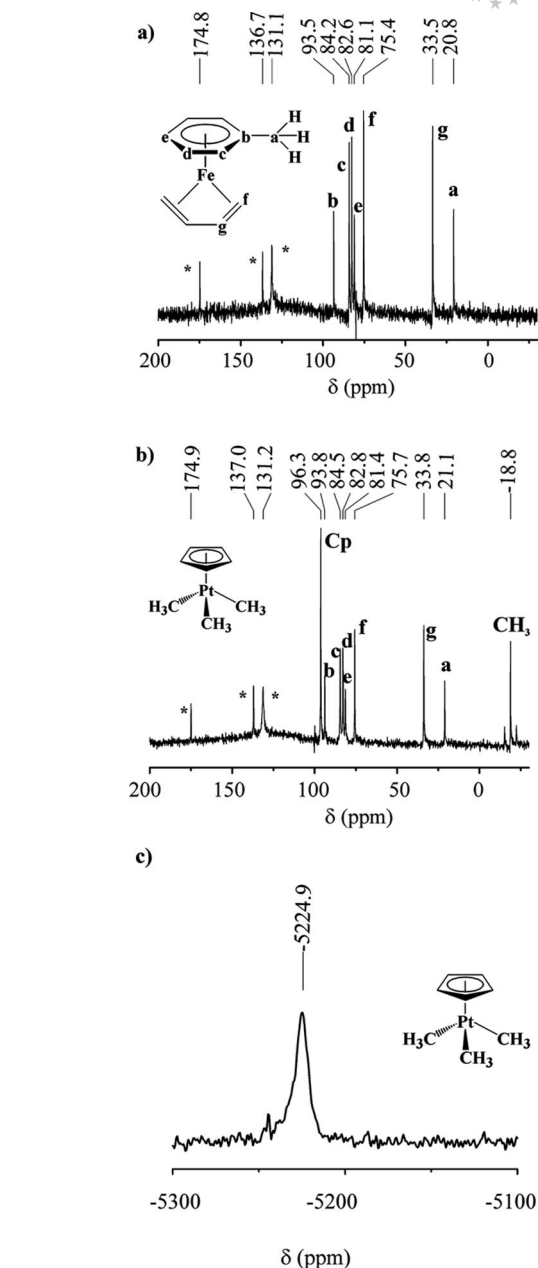 a)
174.8
136.7
131.1
93.5
84.2
82.6
81.1
75.4
33.5
20.8
e
d
c
b
a
H
H
H
Fe
f
g
*
*
*
b
c
d
e
f
g
a
200 150 100 50 0
δ (ppm)
b)
174.9
137.0
131.2
96.3
93.8
84.5
82.8
81.4
75.7
33.8
21.1
-18.8
Pt
H3C
CH3
CH3
*
*
*
Cp
b
c
d
e
f
g
a
CH3
200 150 100 50 0
δ (ppm)
c)
-5224.9
Pt
H3C
CH3
CH3
-5300 -5200 -5100
δ (ppm)